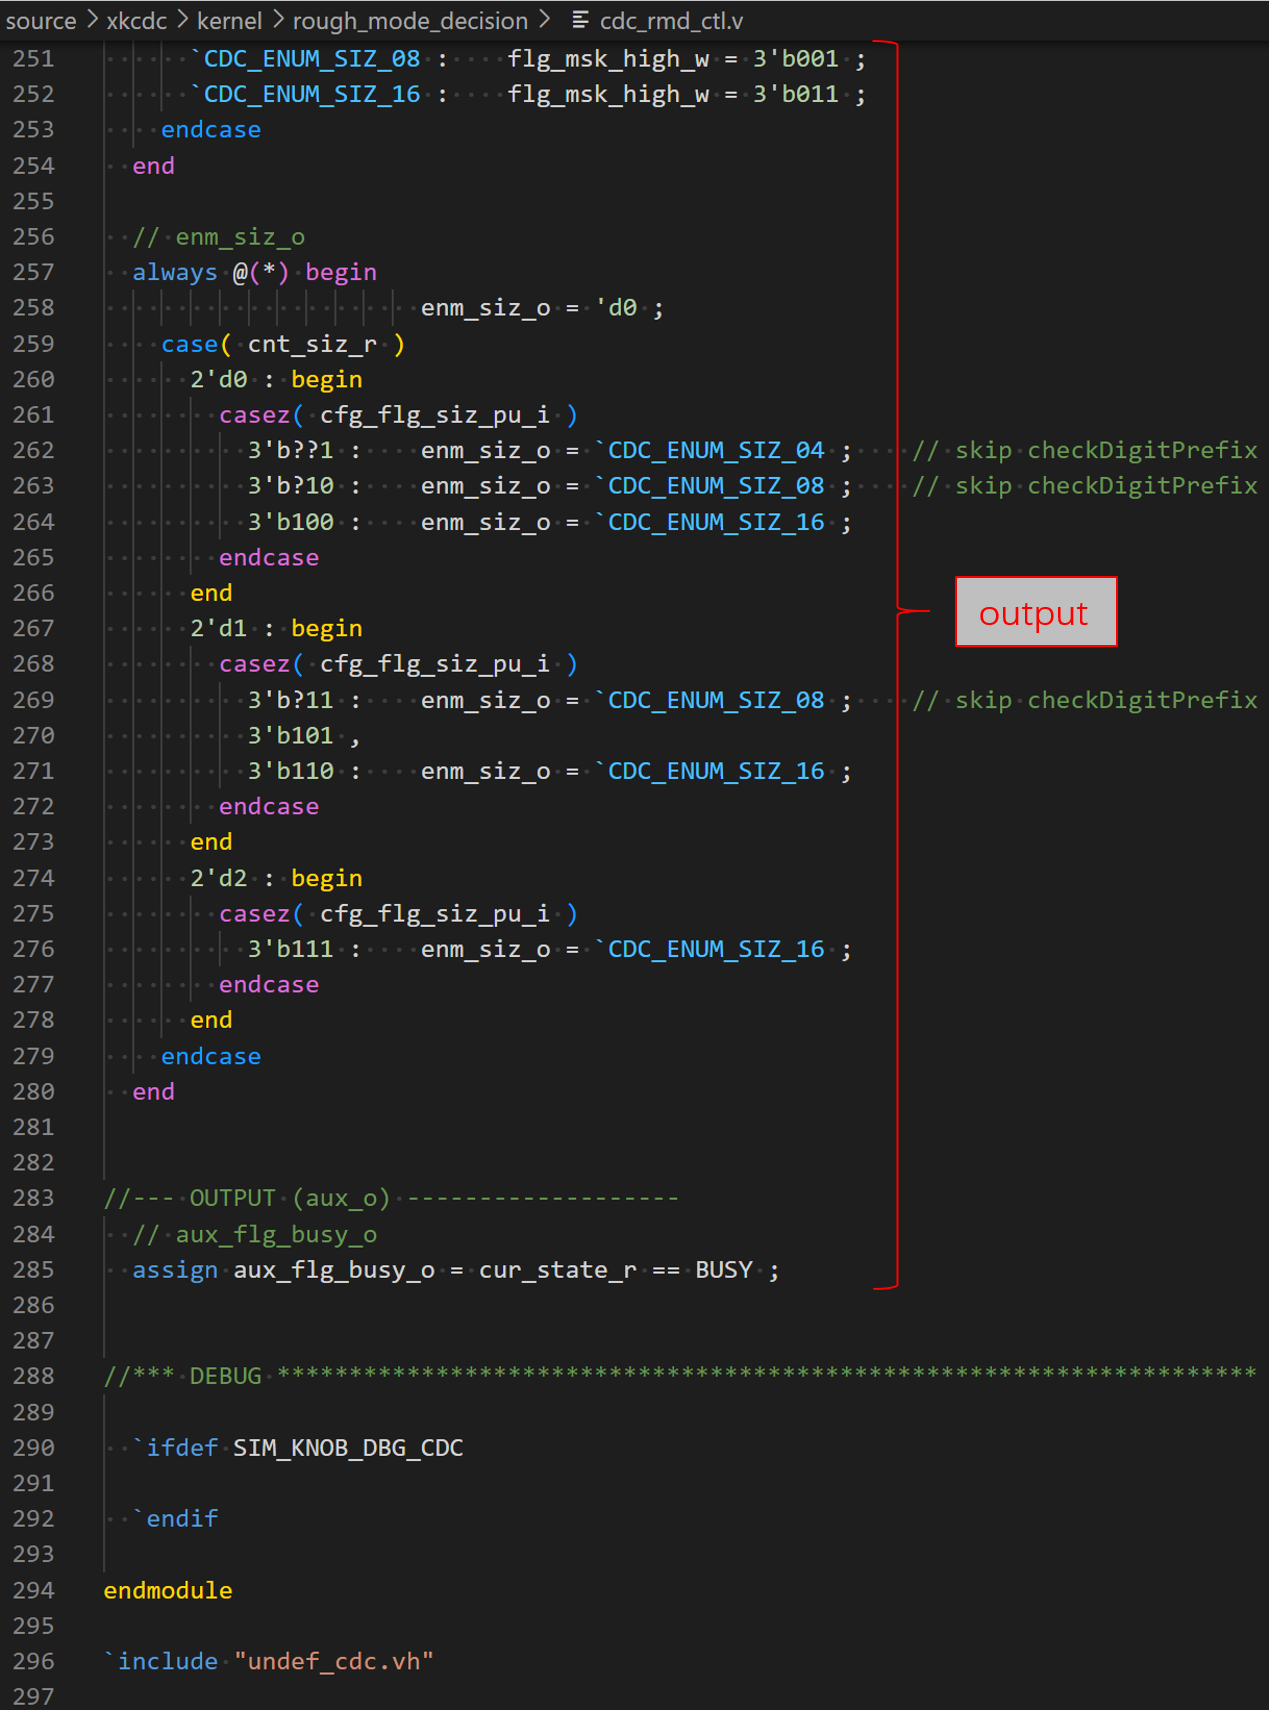 source > xkcdc > kernel > rough_mode_decision > cdc_rmd_ctl.v
251 `CDC_ENUM_SIZ_08 : flg_msk_high_w = 3'b001 ;
252 `CDC_ENUM_SIZ_16 : flg_msk_high_w = 3'b011 ;
253 endcase
254 end
255
256 // enm_siz_o
257 always @(*) begin
258 enm_siz_o = 'd0 ;
259 case( cnt_siz_r )
260 2'd0 : begin
261 casez( cfg_flg_siz_pu_i )
262 3'b??1 : enm_siz_o = `CDC_ENUM_SIZ_04 ; // skip checkDigitPrefix
263 3'b?10 : enm_siz_o = `CDC_ENUM_SIZ_08 ; // skip checkDigitPrefix
264 3'b100 : enm_siz_o = `CDC_ENUM_SIZ_16 ;
265 endcase
266 end
267 2'd1 : begin
268 casez( cfg_flg_siz_pu_i )
269 3'b?11 : enm_siz_o = `CDC_ENUM_SIZ_08 ; // skip checkDigitPrefix
270 3'b101 ,
271 3'b110 : enm_siz_o = `CDC_ENUM_SIZ_16 ;
272 endcase
273 end
274 2'd2 : begin
275 casez( cfg_flg_siz_pu_i )
276 3'b111 : enm_siz_o = `CDC_ENUM_SIZ_16 ;
277 endcase
278 end
279 endcase
280 end
281
282
283 //--- OUTPUT (aux_o) -------------------
284 // aux_flg_busy_o
285 assign aux_flg_busy_o = cur_state_r == BUSY ;
286
287
288 //*** DEBUG ********************************************************************
289
290 `ifdef SIM_KNOB_DBG_CDC
291
292 `endif
293
294 endmodule
295
296 `include "undef_cdc.vh"
297
output